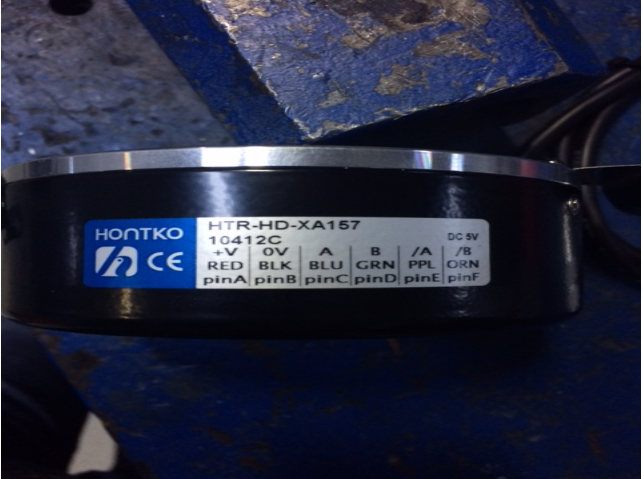 HONTKO
CE
HTR-HD-XA157
10412C DC 5V
+V 0V A B /A /B
RED BLK BLU GRN PPL ORN
pinA pinB pinC pinD pinE pinF